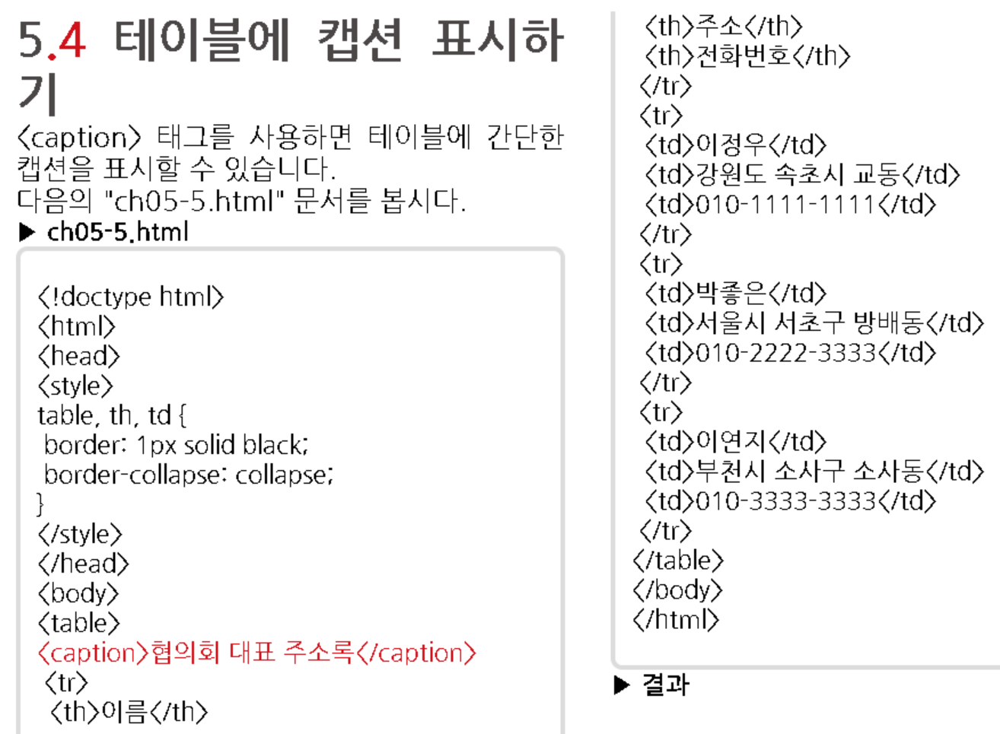 5.4 테이블에 캡션 표시하
기
<caption> 태그를 사용하면 테이블에 간단한
캡션을 표시할 수 있습니다.
다음의 "ch05-5.html" 문서를 봅시다.
▶ ch05-5.html
<!doctype html>
<html>
<head>
<style>
table, th, td {
border: 1px solid black;
border-collapse: collapse;
}
</style>
</head>
<body>
<table>
<caption>협의회 대표 주소록</caption>
<tr>
<th>이름</th>
<th>주소</th>
<th>전화번호</th>
</tr>
<tr>
<td>이정우</td>
<td>강원도 속초시 교동</td>
<td>010-1111-1111</td>
</tr>
<tr>
<td>박좋은</td>
<td>서울시 서초구 방배동</td>
<td>010-2222-3333</td>
</tr>
<tr>
<td>이연지</td>
<td>부천시 소사구 소사동</td>
<td>010-3333-3333</td>
</tr>
</table>
</body>
</html>
▶ 결과